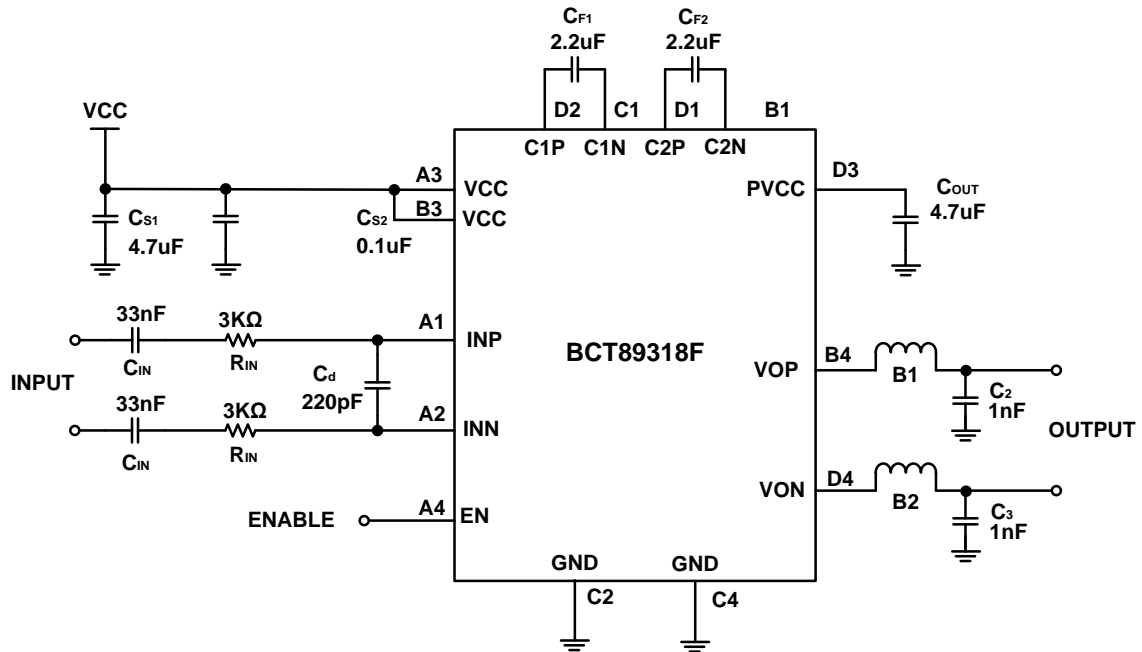 CF1
2.2uF
CF2
2.2uF
VCC
D2
C1
D1
B1
C1P
C1N
C2P
C2N
A3
VCC
B3
VCC
PVCC
D3
COUT
4.7uF
CS1
4.7uF
CS2
0.1uF
33nF
3KΩ
A1
INP
BCT89318F
CIN
RIN
INPUT
Cd
220pF
VOP
B4
B1
C2
1nF
33nF
3KΩ
A2
INN
CIN
RIN
OUTPUT
VON
D4
B2
C3
1nF
ENABLE
A4
EN
GND
GND
C2
C4